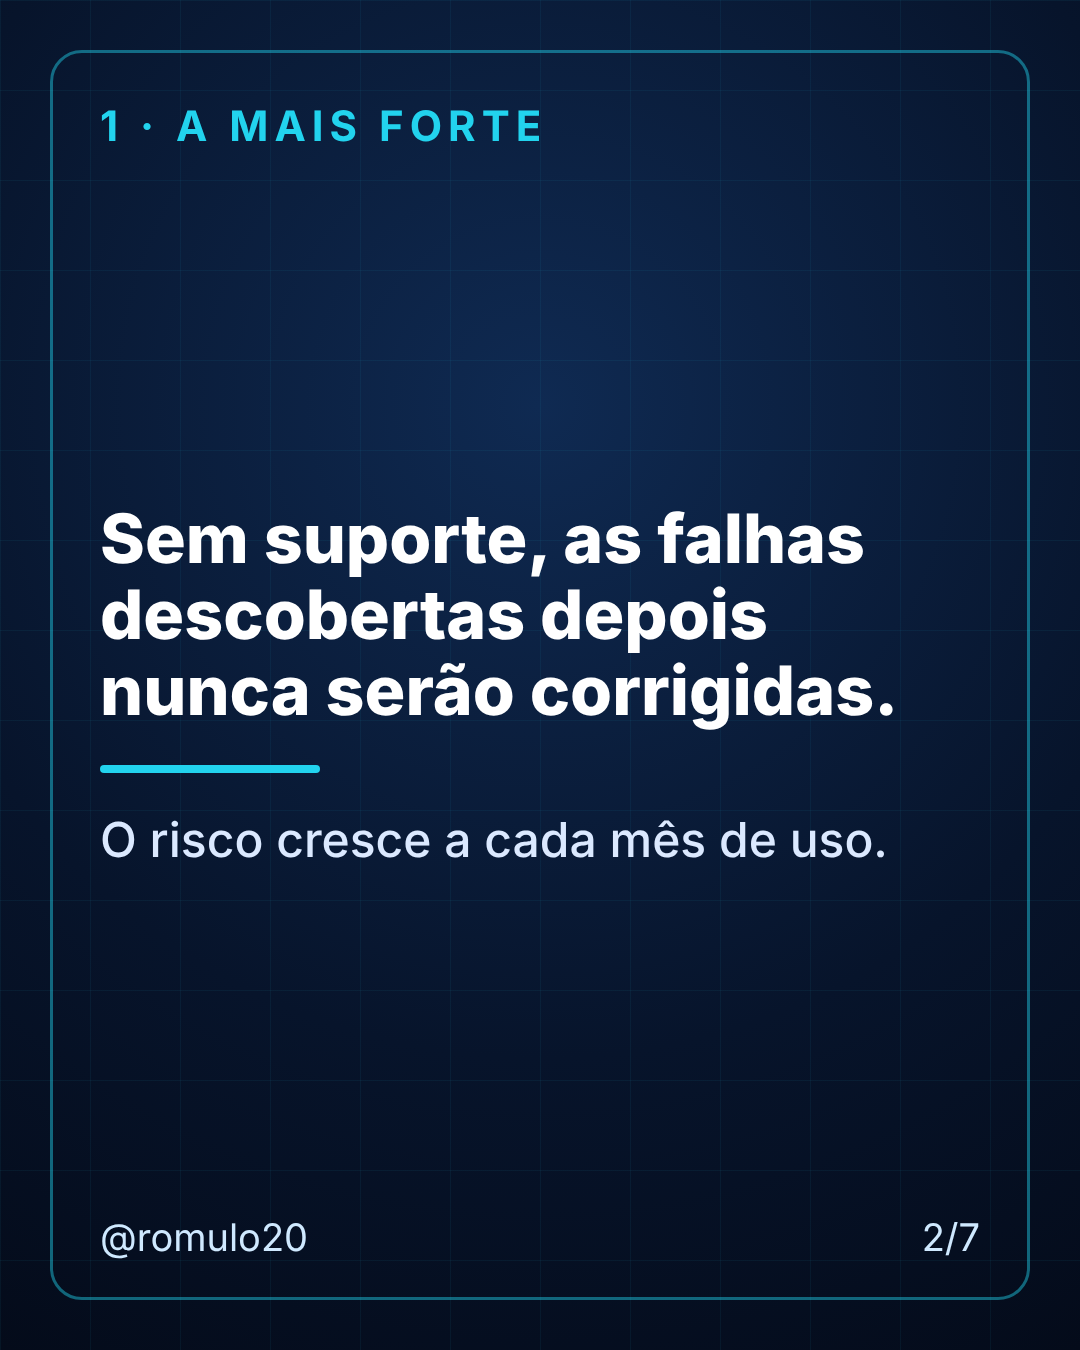 1 · A MAIS FORTE
Sem suporte, as falhas
descobertas depois
nunca serão corrigidas.
O risco cresce a cada mês de uso.
@romulo20
2/7